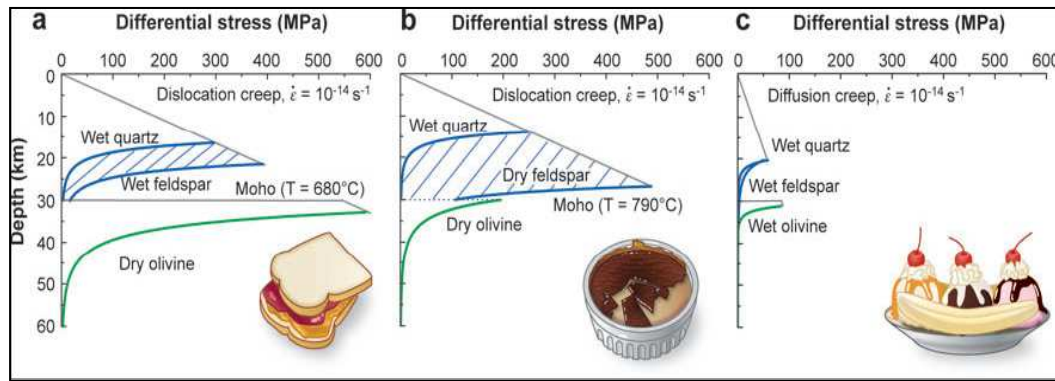 a Differential stress (MPa)
0 100 200 300 400 500 600
0
10
20
30
40
50
60
Depth (km)
Dislocation creep, ε̇ = 10⁻¹⁴ s⁻¹
Wet quartz
Wet feldspar
Moho (T = 680°C)
Dry olivine
b Differential stress (MPa)
0 100 200 300 400 500 600
Dislocation creep, ε̇ = 10⁻¹⁴ s⁻¹
Wet quartz
Dry feldspar
Moho (T = 790°C)
Dry olivine
c Differential stress (MPa)
0 100 200 300 400 500 600
Diffusion creep, ε̇ = 10⁻¹⁴ s⁻¹
Wet quartz
Wet feldspar
Wet olivine